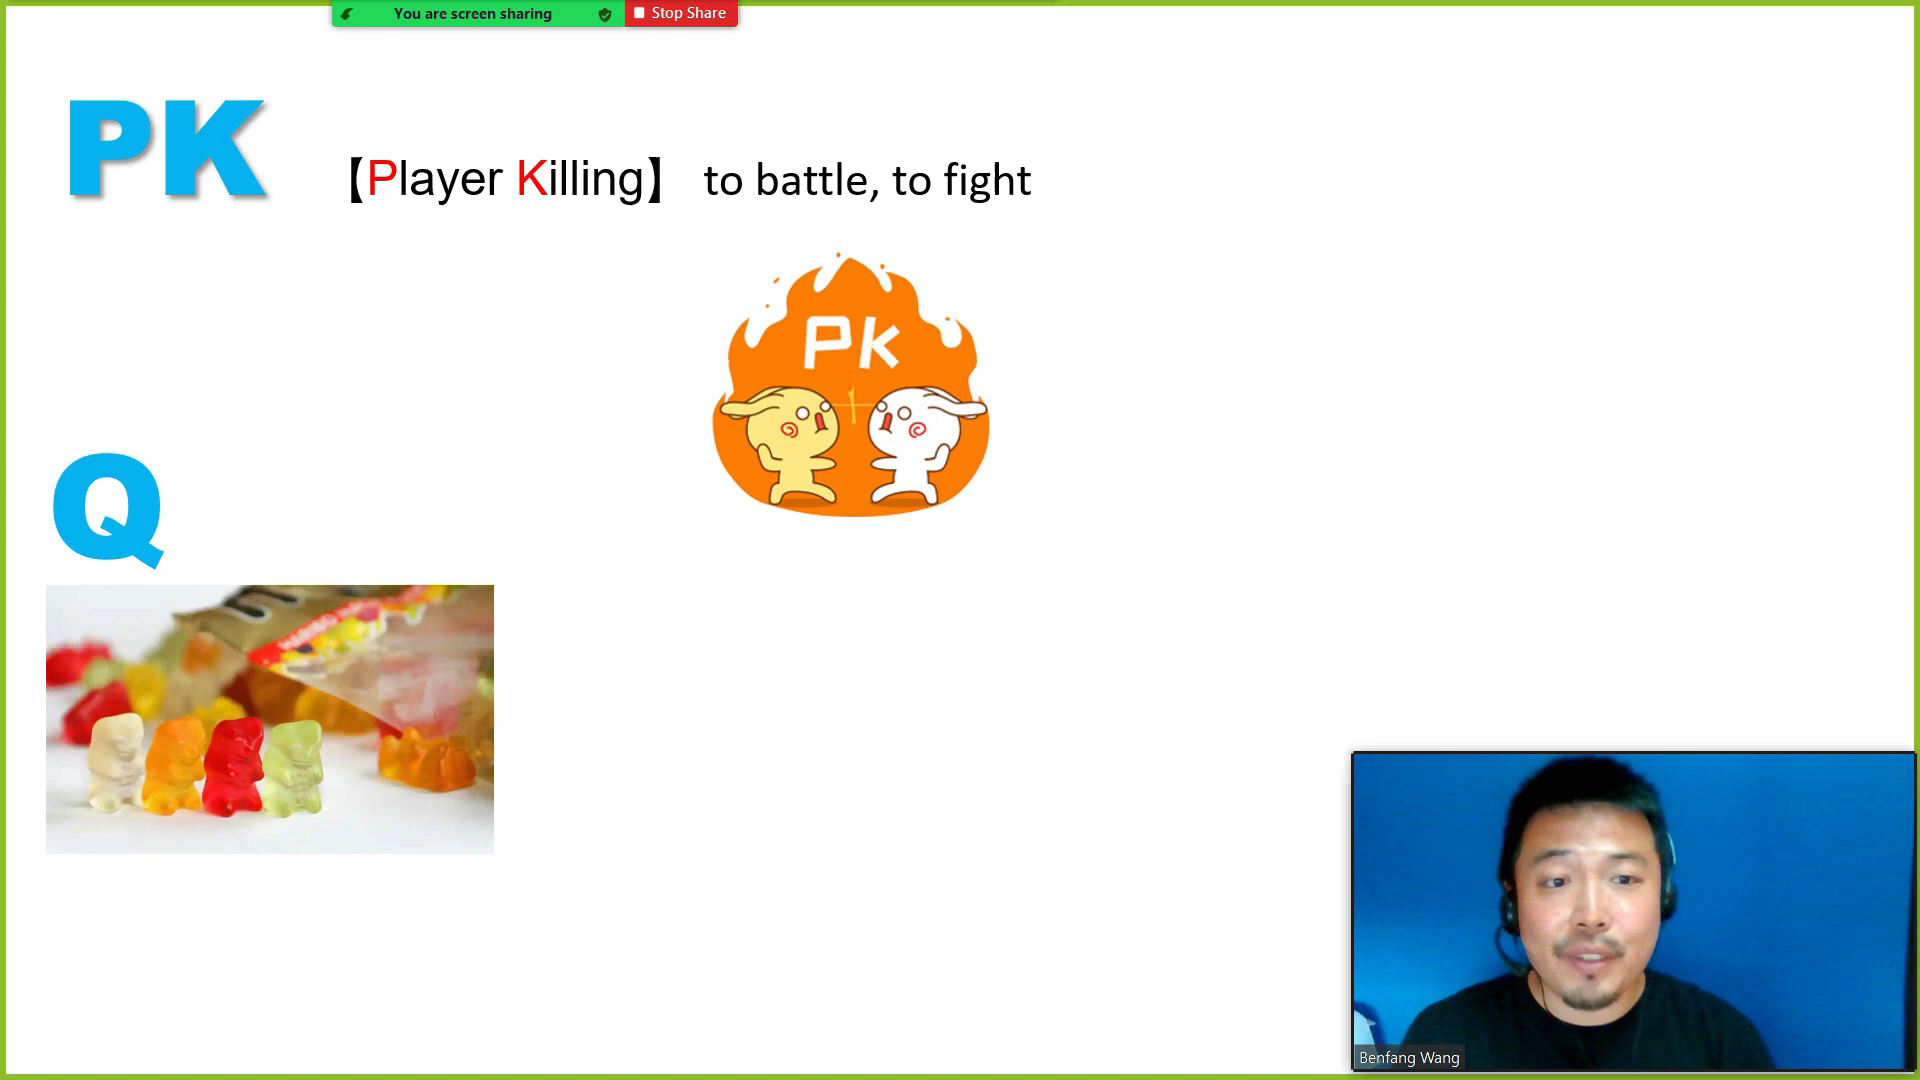 You are screen sharing
Stop Share
PK 【Player Killing】 to battle, to fight
Pk
Q
Benfang Wang